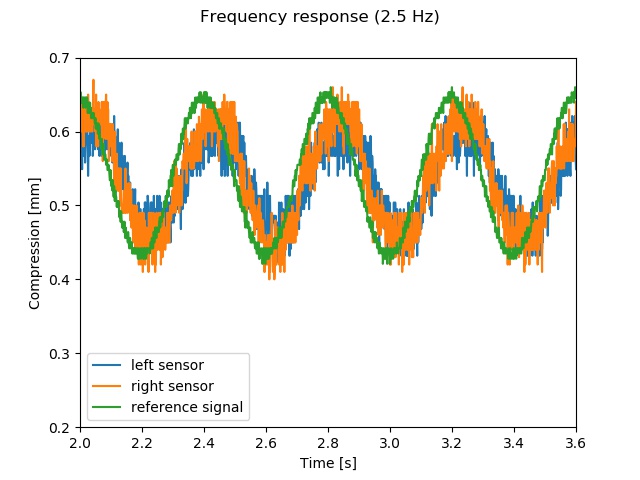 Frequency response (2.5 Hz)
Compression [mm]
0.7
0.6
0.5
0.4
0.3
0.2
left sensor
right sensor
reference signal
2.0 2.2 2.4 2.6 2.8 3.0 3.2 3.4 3.6
Time [s]